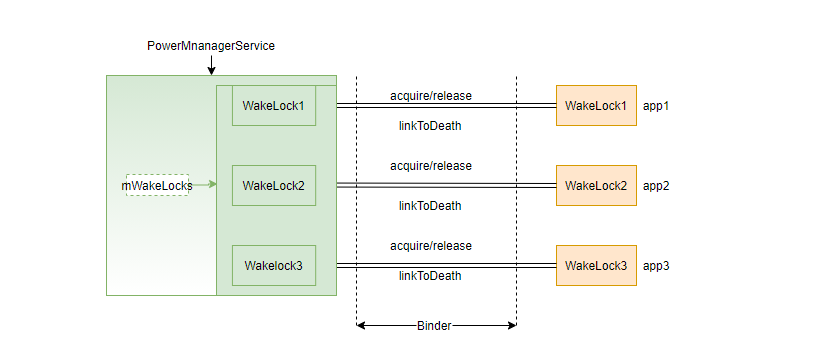 PowerMnanagerService
WakeLock1
acquire/release
linkToDeath
WakeLock1
app1
mWakeLocks
WakeLock2
acquire/release
linkToDeath
WakeLock2
app2
Wakelock3
acquire/release
linkToDeath
WakeLock3
app3
Binder